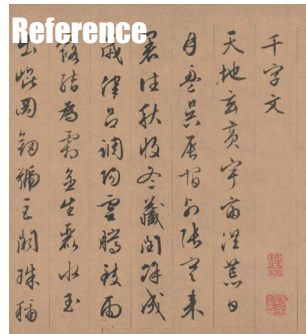 Reference
千字文
天地玄黃宇宙洪荒日
月盈昃辰宿列張寒來
暑往秋收冬藏閏餘成
歲律呂調陽雲騰致雨
露結為霜金生麗水玉
出崑岡劔號巨闕珠稱